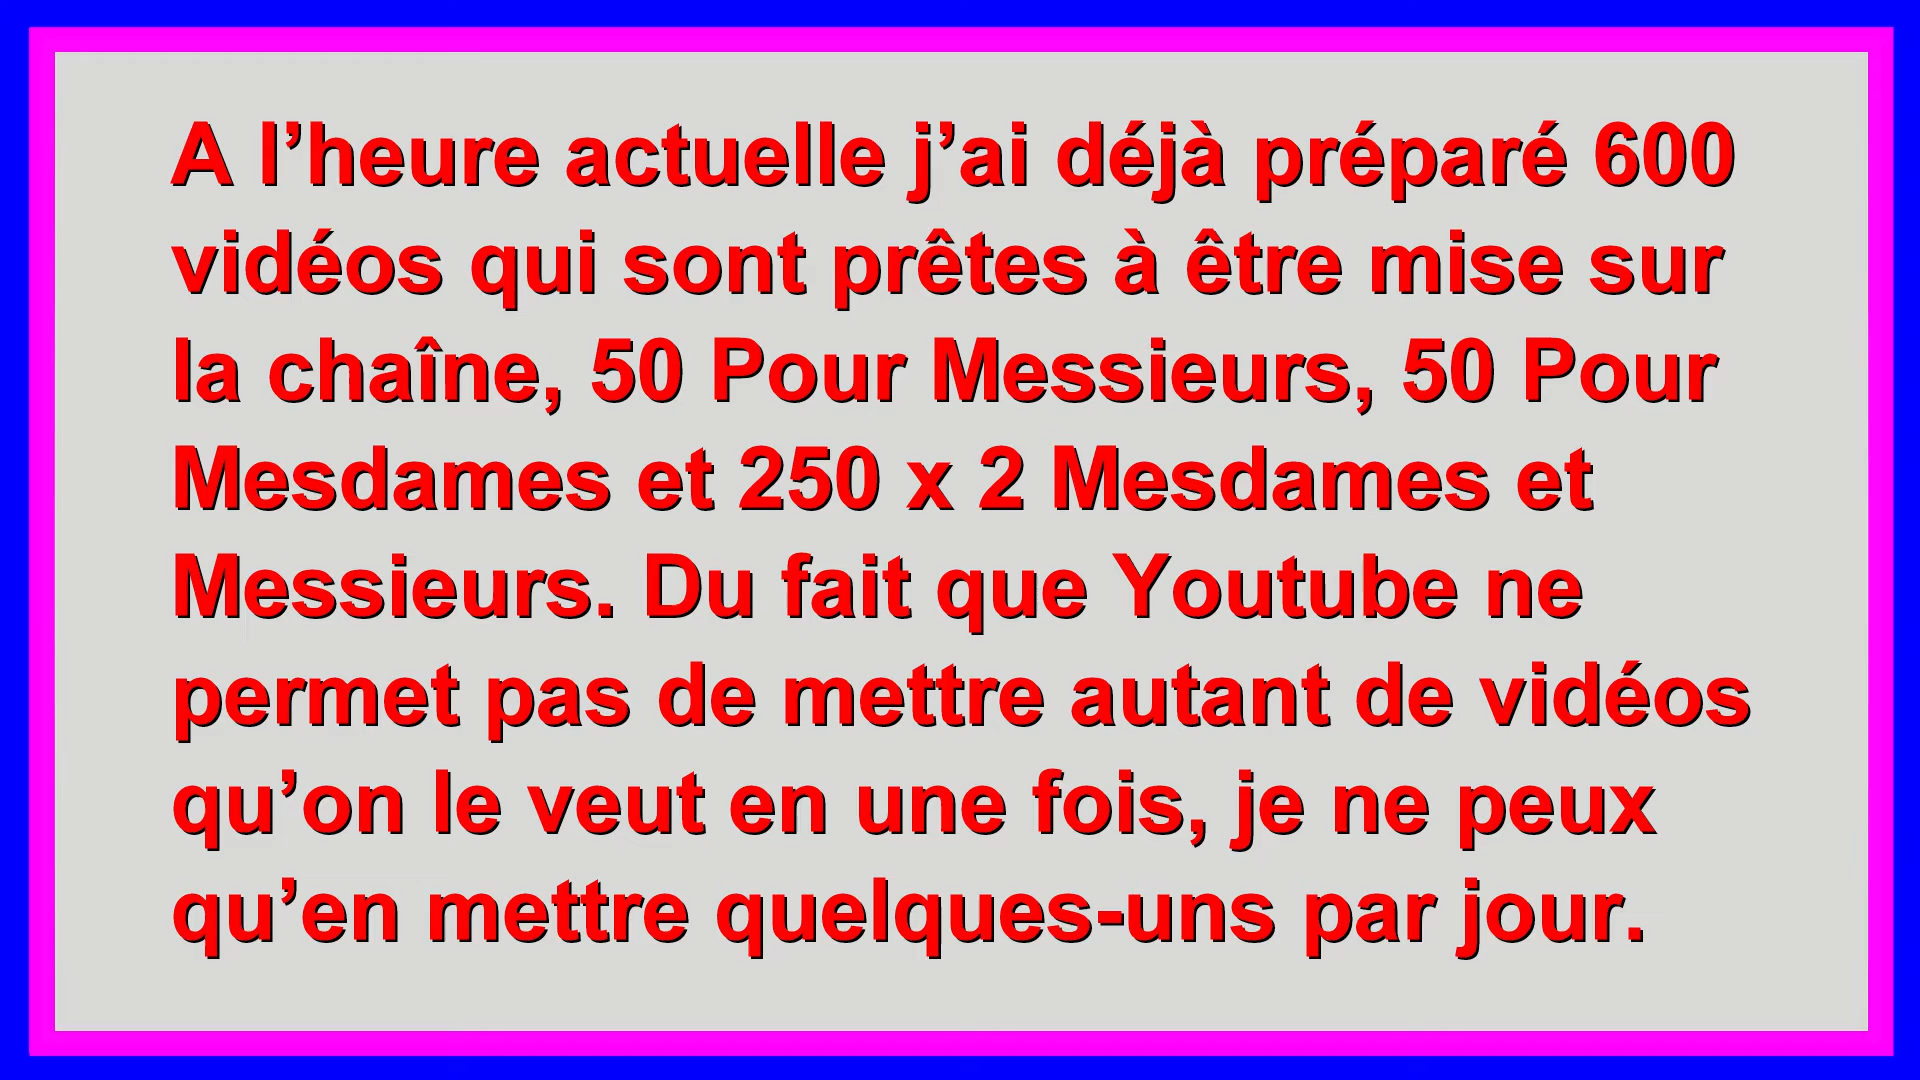 A l’heure actuelle j’ai déjà préparé 600
vidéos qui sont prêtes à être mise sur
la chaîne, 50 Pour Messieurs, 50 Pour
Mesdames et 250 x 2 Mesdames et
Messieurs. Du fait que Youtube ne
permet pas de mettre autant de vidéos
qu’on le veut en une fois, je ne peux
qu’en mettre quelques-uns par jour.